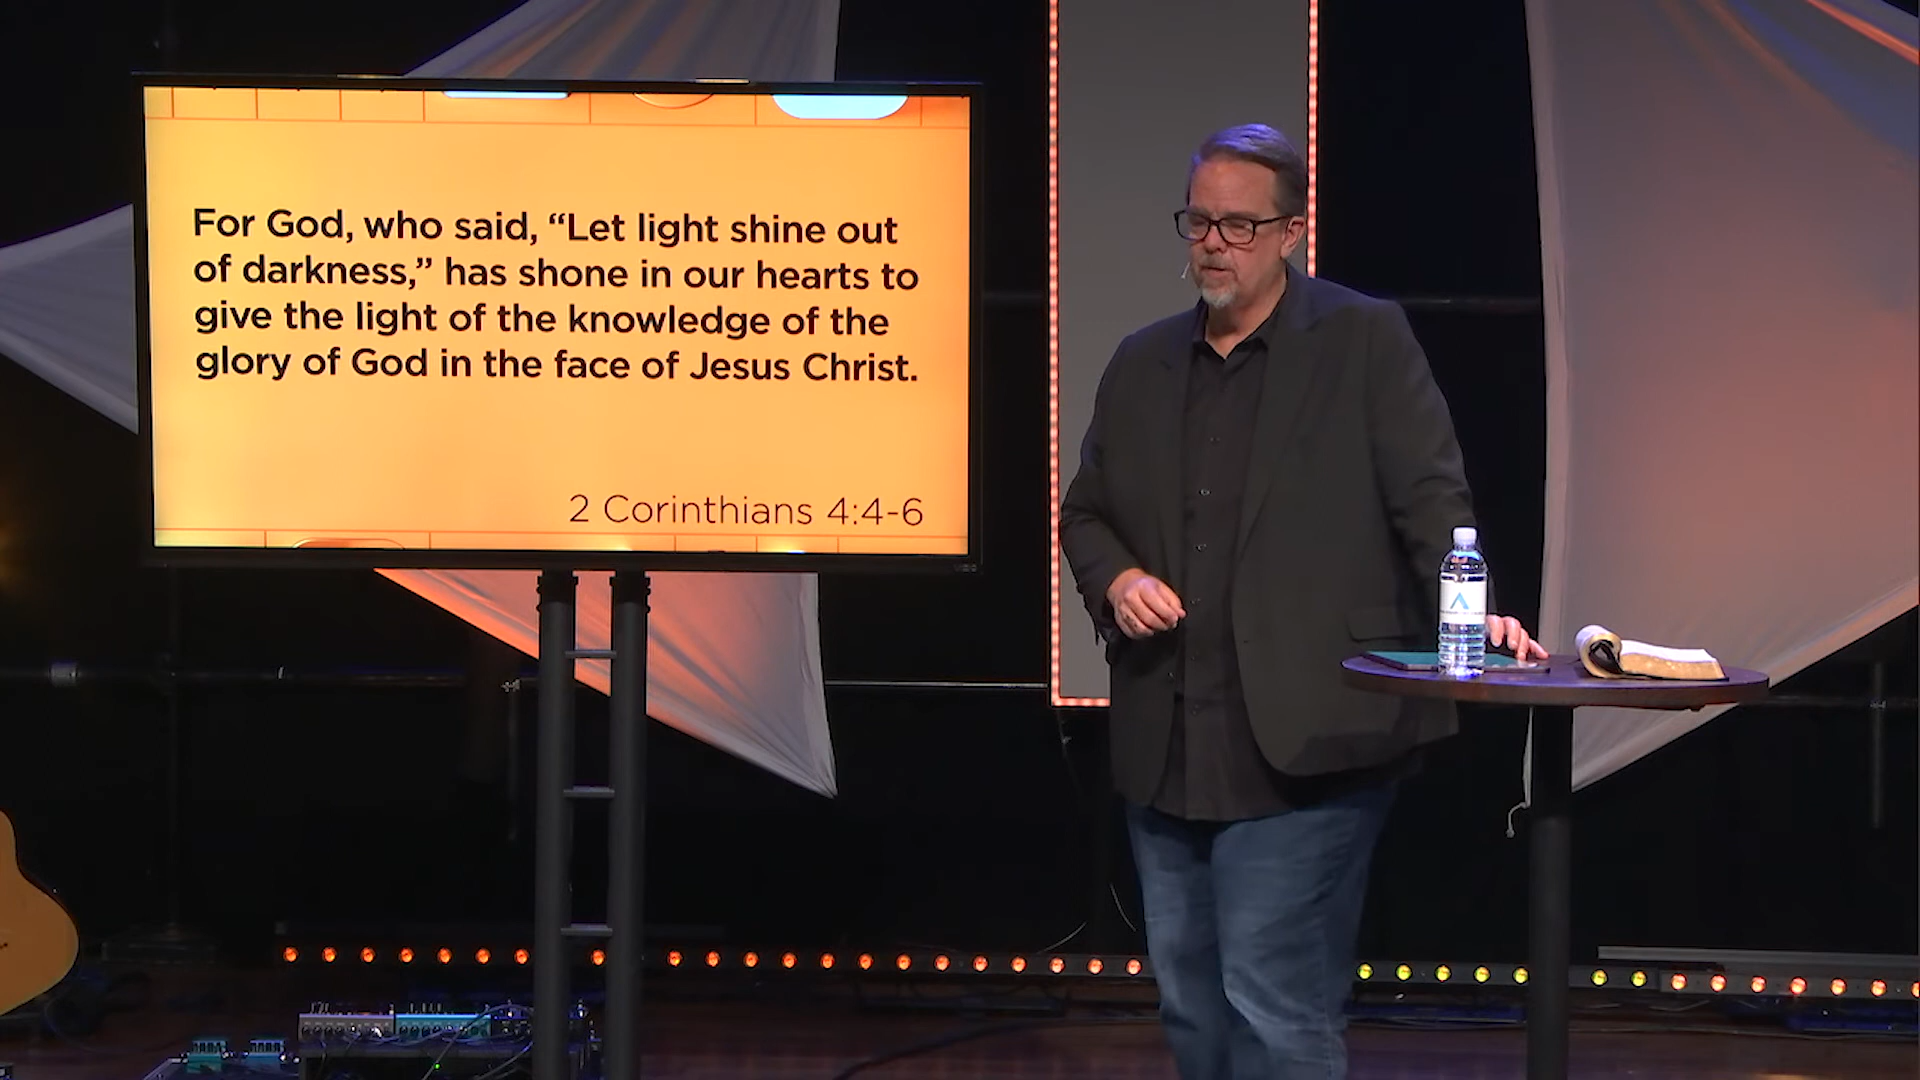 For God, who said, “Let light shine out
of darkness,” has shone in our hearts to
give the light of the knowledge of the
glory of God in the face of Jesus Christ.
2 Corinthians 4:4-6